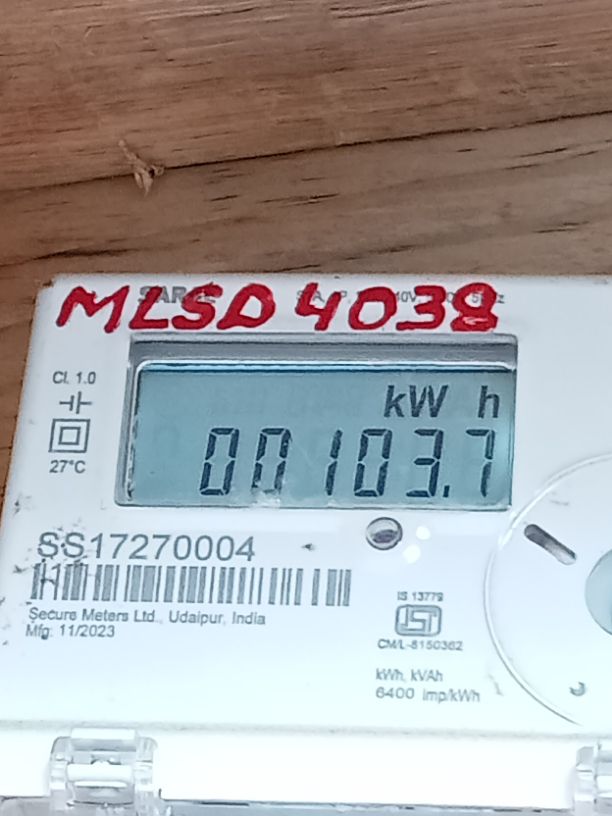 MLSD 4038
Cl. 1.0
27°C
kW h
00103.7
SS17270004
Secure Meters Ltd., Udaipur, India
Mfg: 11/2023
IS 13779
CM/L-8150362
kWh, kVAh
6400 imp/kWh